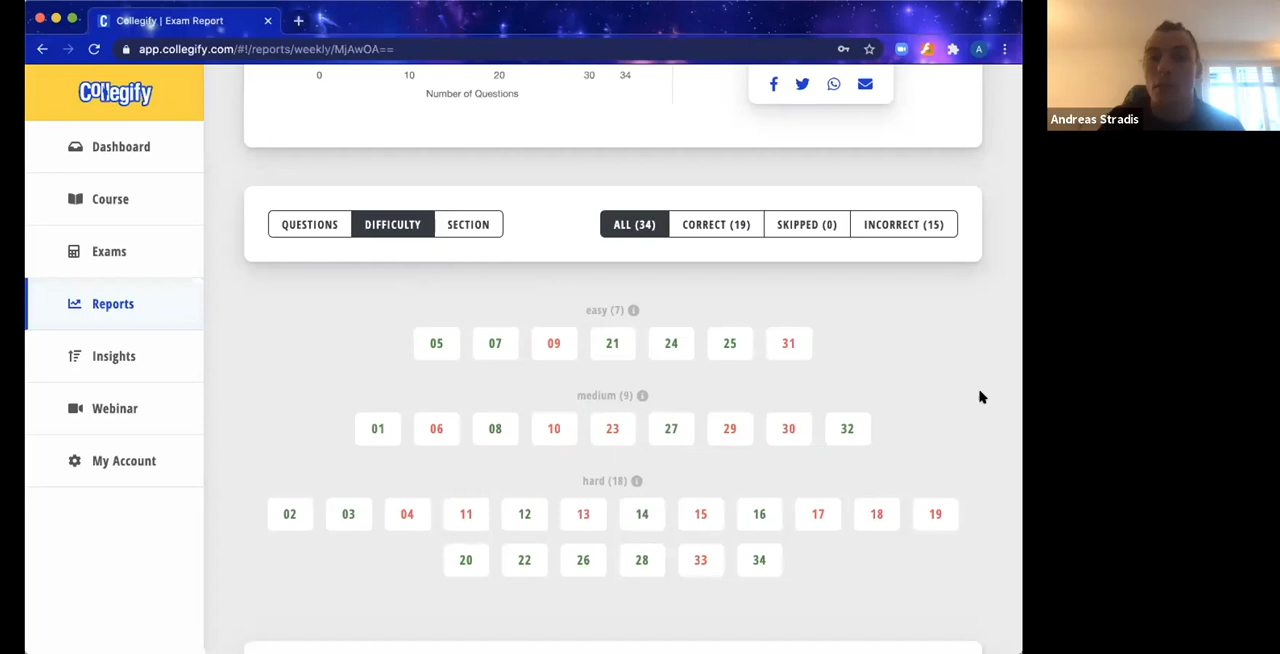 Collegify | Exam Report
app.collegify.com/#!/reports/weekly/MjAwOA==
A
0 10 20 30 34
Number of Questions
Collegify
Dashboard
Course
Exams
Reports
Insights
Webinar
My Account
QUESTIONS DIFFICULTY SECTION
ALL (34) CORRECT (19) SKIPPED (0) INCORRECT (15)
easy (7)
05 07 09 21 24 25 31
medium (9)
01 06 08 10 23 27 29 30 32
hard (18)
02 03 04 11 12 13 14 15 16 17 18 19
20 22 26 28 33 34
Andreas Stradis